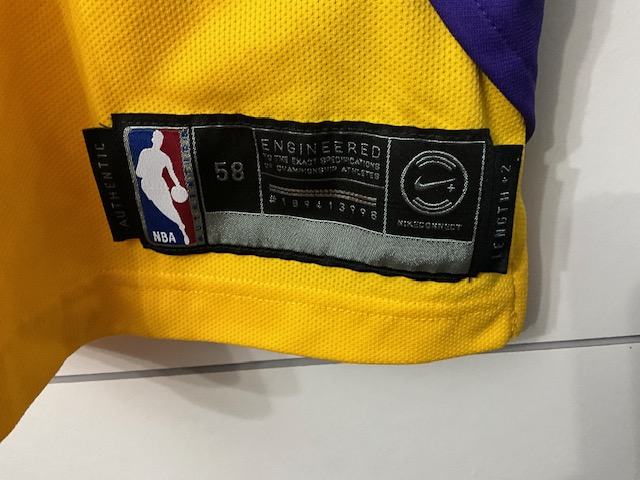 AUTHENTIC
NBA
58
ENGINEERED
TO THE EXACT SPECIFICATIONS
OF CHAMPIONSHIP ATHLETES
#189413998
NIKECONNECT
LENGTH+2